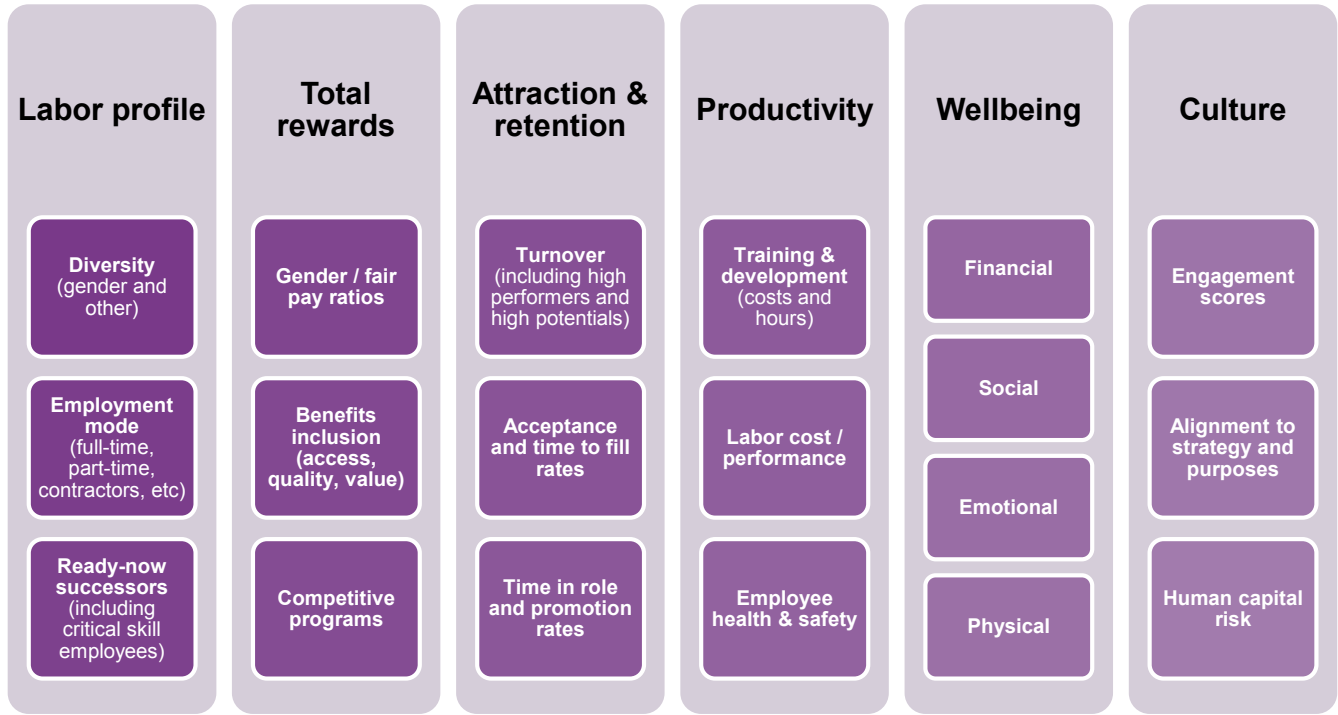 Labor profile
Diversity
(gender and
other)
Employment
mode
(full-time,
part-time,
contractors, etc)
Ready-now
successors
(including
critical skill
employees)
Total
rewards
Gender / fair
pay ratios
Benefits
inclusion
(access,
quality, value)
Competitive
programs
Attraction &
retention
Turnover
(including high
performers and
high potentials)
Acceptance
and time to fill
rates
Time in role
and promotion
rates
Productivity
Training &
development
(costs and
hours)
Labor cost /
performance
Employee
health & safety
Wellbeing
Financial
Social
Emotional
Physical
Culture
Engagement
scores
Alignment to
strategy and
purposes
Human capital
risk